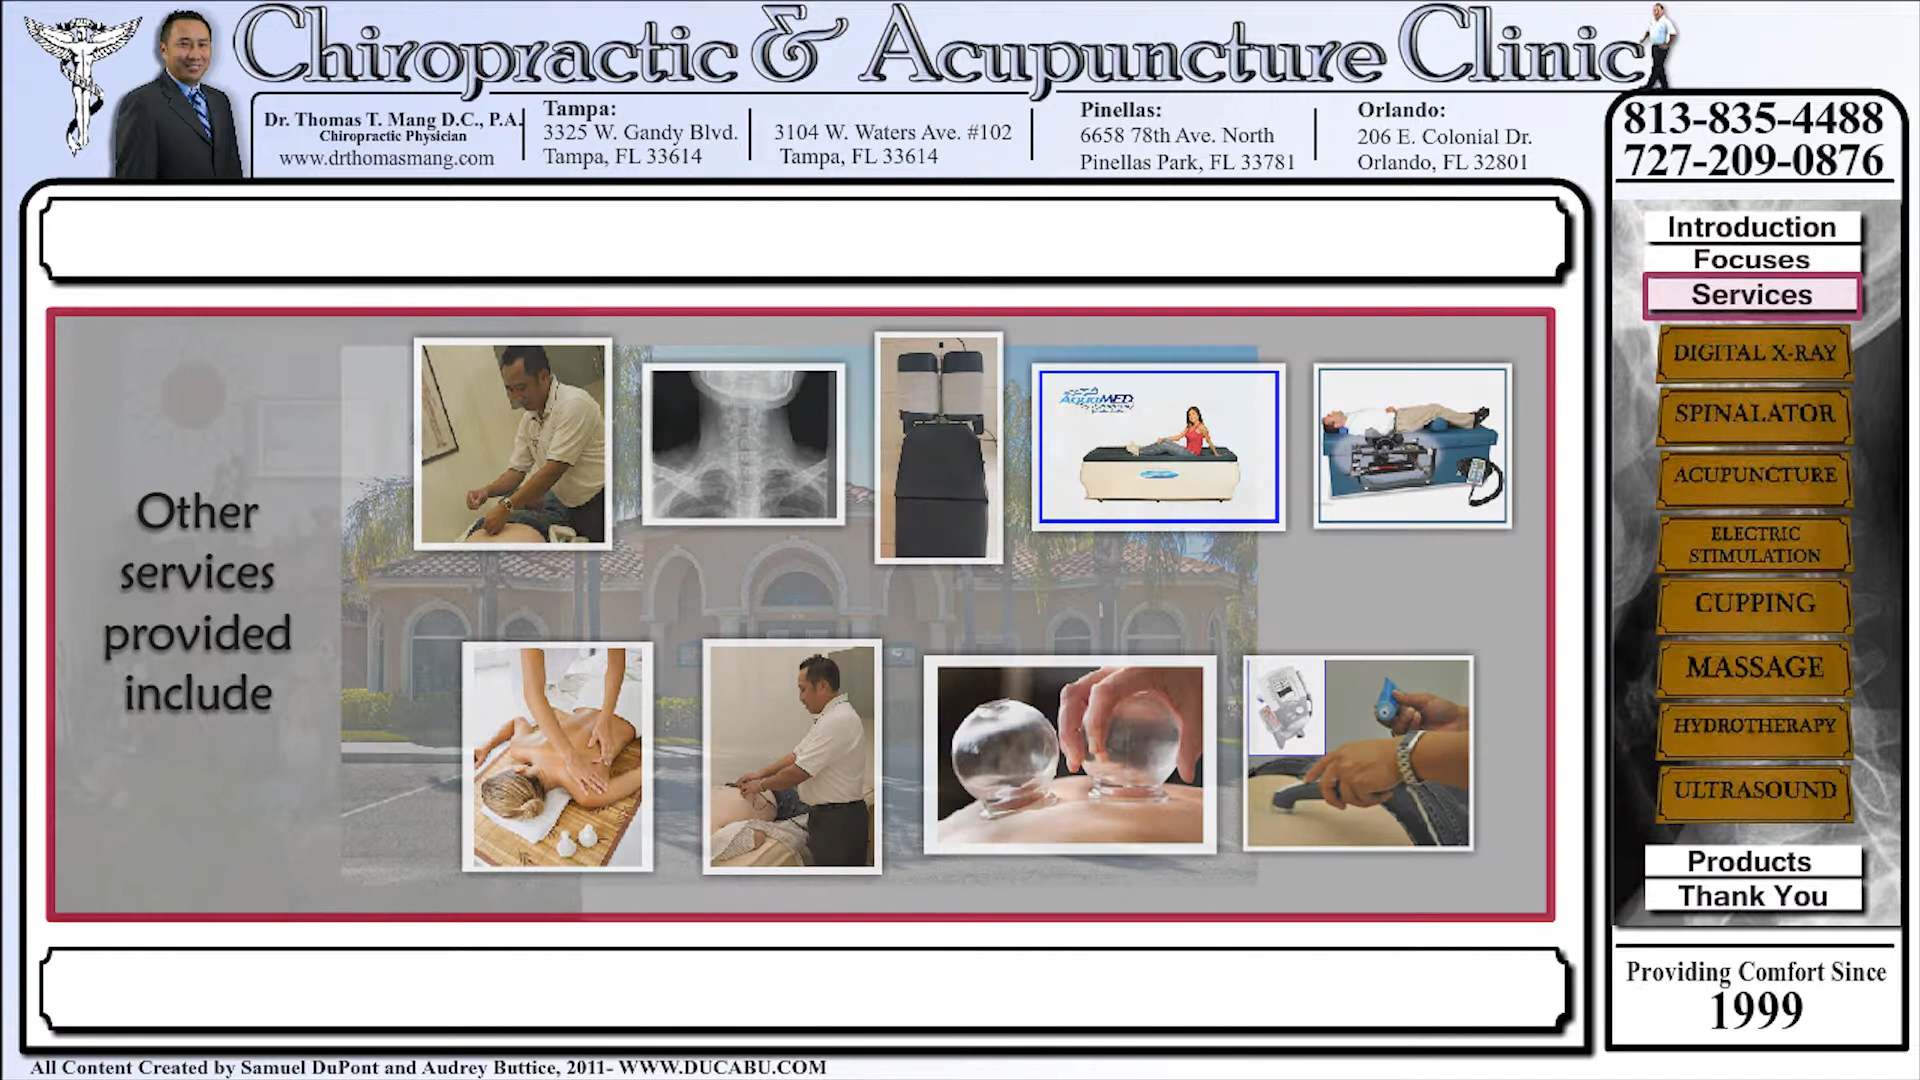 Chiropractic & Acupuncture Clinic
Dr. Thomas T. Mang D.C., P.A.
Chiropractic Physician
www.drthomasmang.com
Tampa:
3325 W. Gandy Blvd.
Tampa, FL 33614
3104 W. Waters Ave. #102
Tampa, FL 33614
Pinellas:
6658 78th Ave. North
Pinellas Park, FL 33781
Orlando:
206 E. Colonial Dr.
Orlando, FL 32801
813-835-4488
727-209-0876
Introduction
Focuses
Services
DIGITAL X-RAY
SPINALATOR
ACUPUNCTURE
ELECTRIC
STIMULATION
CUPPING
MASSAGE
HYDROTHERAPY
ULTRASOUND
Products
Thank You
Providing Comfort Since
1999
Other
services
provided
include
AquaMED
All Content Created by Samuel DuPont and Audrey Buttice, 2011- WWW.DUCABU.COM